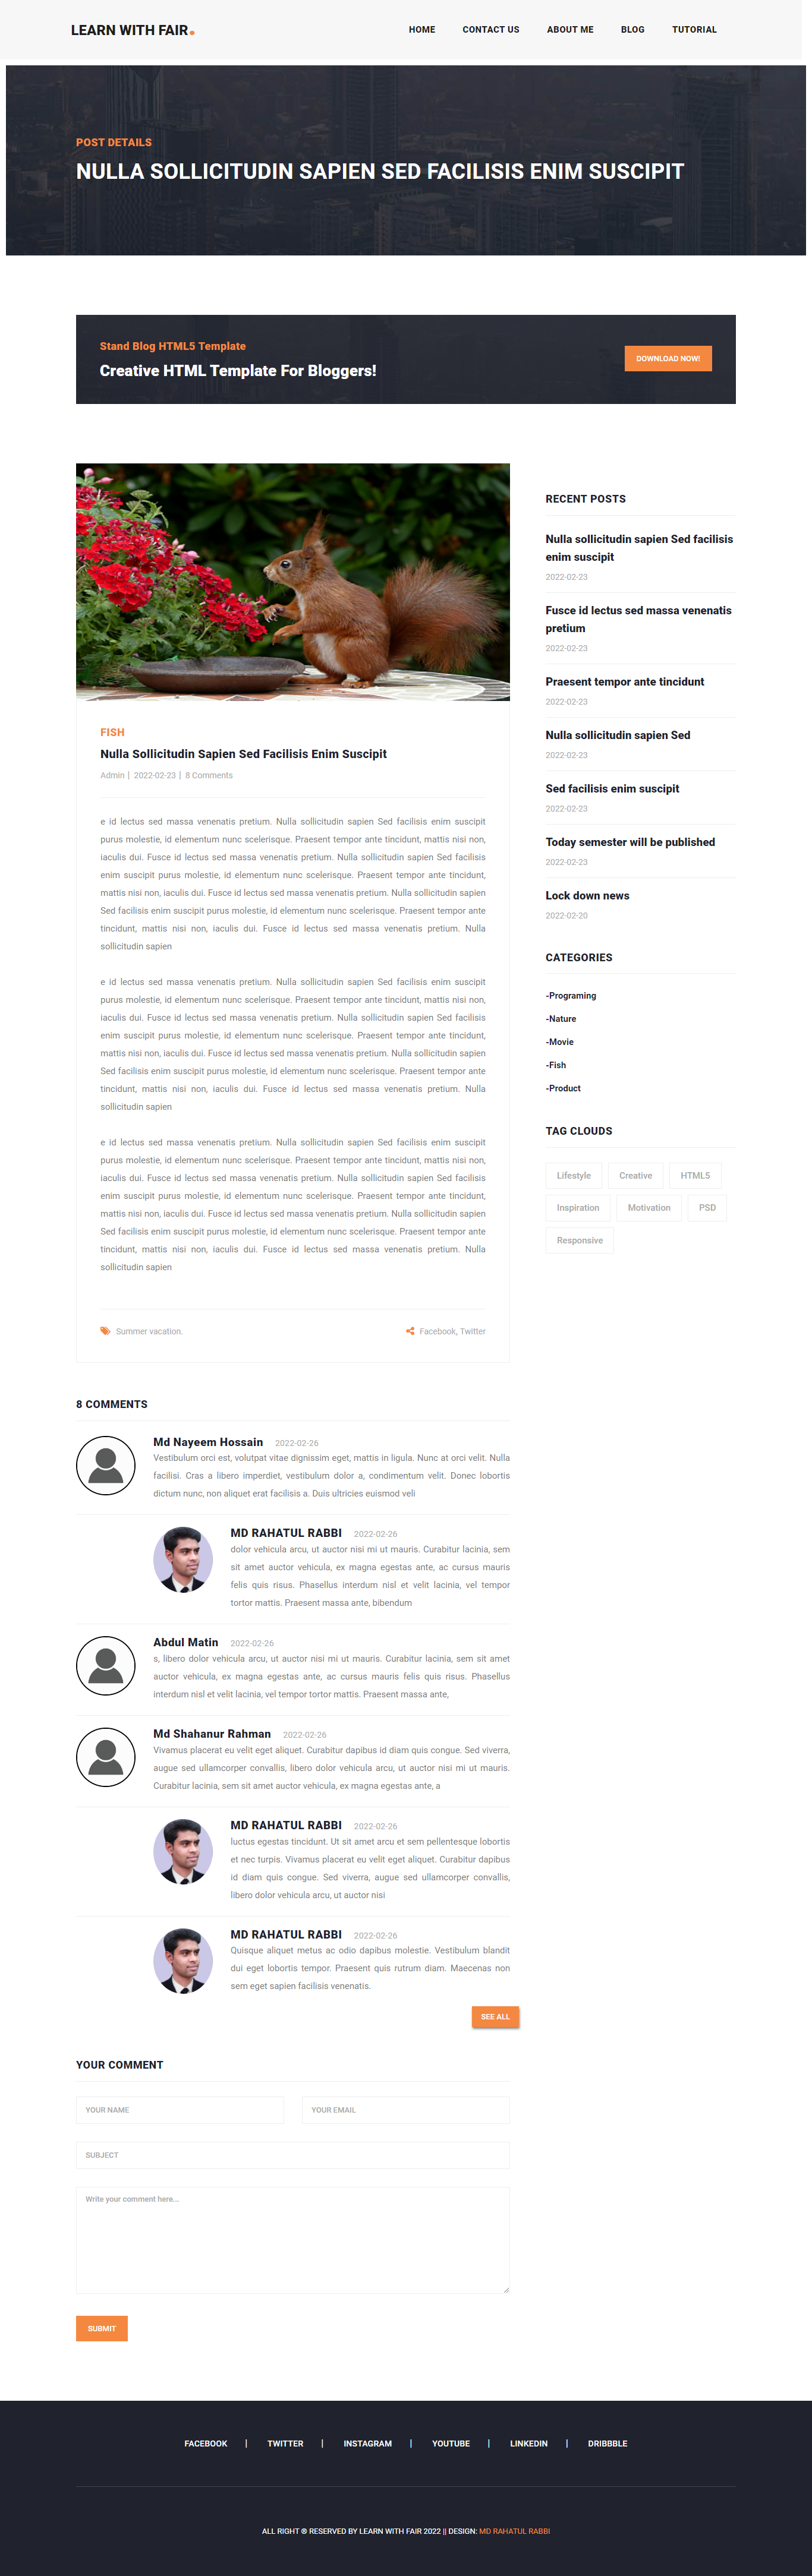 LEARN WITH FAIR.
HOME CONTACT US ABOUT ME BLOG TUTORIAL
POST DETAILS
NULLA SOLLICITUDIN SAPIEN SED FACILISIS ENIM SUSCIPIT
Stand Blog HTML5 Template
Creative HTML Template For Bloggers!
DOWNLOAD NOW!
FISH
Nulla Sollicitudin Sapien Sed Facilisis Enim Suscipit
Admin | 2022-02-23 | 8 Comments
e id lectus sed massa venenatis pretium. Nulla sollicitudin sapien Sed facilisis enim suscipit
purus molestie, id elementum nunc scelerisque. Praesent tempor ante tincidunt, mattis nisi non,
iaculis dui. Fusce id lectus sed massa venenatis pretium. Nulla sollicitudin sapien Sed facilisis
enim suscipit purus molestie, id elementum nunc scelerisque. Praesent tempor ante tincidunt,
mattis nisi non, iaculis dui. Fusce id lectus sed massa venenatis pretium. Nulla sollicitudin sapien
Sed facilisis enim suscipit purus molestie, id elementum nunc scelerisque. Praesent tempor ante
tincidunt, mattis nisi non, iaculis dui. Fusce id lectus sed massa venenatis pretium. Nulla
sollicitudin sapien
e id lectus sed massa venenatis pretium. Nulla sollicitudin sapien Sed facilisis enim suscipit
purus molestie, id elementum nunc scelerisque. Praesent tempor ante tincidunt, mattis nisi non,
iaculis dui. Fusce id lectus sed massa venenatis pretium. Nulla sollicitudin sapien Sed facilisis
enim suscipit purus molestie, id elementum nunc scelerisque. Praesent tempor ante tincidunt,
mattis nisi non, iaculis dui. Fusce id lectus sed massa venenatis pretium. Nulla sollicitudin sapien
Sed facilisis enim suscipit purus molestie, id elementum nunc scelerisque. Praesent tempor ante
tincidunt, mattis nisi non, iaculis dui. Fusce id lectus sed massa venenatis pretium. Nulla
sollicitudin sapien
e id lectus sed massa venenatis pretium. Nulla sollicitudin sapien Sed facilisis enim suscipit
purus molestie, id elementum nunc scelerisque. Praesent tempor ante tincidunt, mattis nisi non,
iaculis dui. Fusce id lectus sed massa venenatis pretium. Nulla sollicitudin sapien Sed facilisis
enim suscipit purus molestie, id elementum nunc scelerisque. Praesent tempor ante tincidunt,
mattis nisi non, iaculis dui. Fusce id lectus sed massa venenatis pretium. Nulla sollicitudin sapien
Sed facilisis enim suscipit purus molestie, id elementum nunc scelerisque. Praesent tempor ante
tincidunt, mattis nisi non, iaculis dui. Fusce id lectus sed massa venenatis pretium. Nulla
sollicitudin sapien
Summer vacation. Facebook, Twitter
RECENT POSTS
Nulla sollicitudin sapien Sed facilisis
enim suscipit
2022-02-23
Fusce id lectus sed massa venenatis
pretium
2022-02-23
Praesent tempor ante tincidunt
2022-02-23
Nulla sollicitudin sapien Sed
2022-02-23
Sed facilisis enim suscipit
2022-02-23
Today semester will be published
2022-02-23
Lock down news
2022-02-20
CATEGORIES
-Programing
-Nature
-Movie
-Fish
-Product
TAG CLOUDS
Lifestyle Creative HTML5
Inspiration Motivation PSD
Responsive
8 COMMENTS
Md Nayeem Hossain 2022-02-26
Vestibulum orci est, volutpat vitae dignissim eget, mattis in ligula. Nunc at orci velit. Nulla
facilisi. Cras a libero imperdiet, vestibulum dolor a, condimentum velit. Donec lobortis
dictum nunc, non aliquet erat facilisis a. Duis ultricies euismod veli
MD RAHATUL RABBI 2022-02-26
dolor vehicula arcu, ut auctor nisi mi ut mauris. Curabitur lacinia, sem
sit amet auctor vehicula, ex magna egestas ante, ac cursus mauris
felis quis risus. Phasellus interdum nisl et velit lacinia, vel tempor
tortor mattis. Praesent massa ante, bibendum
Abdul Matin 2022-02-26
s, libero dolor vehicula arcu, ut auctor nisi mi ut mauris. Curabitur lacinia, sem sit amet
auctor vehicula, ex magna egestas ante, ac cursus mauris felis quis risus. Phasellus
interdum nisl et velit lacinia, vel tempor tortor mattis. Praesent massa ante,
Md Shahanur Rahman 2022-02-26
Vivamus placerat eu velit eget aliquet. Curabitur dapibus id diam quis congue. Sed viverra,
augue sed ullamcorper convallis, libero dolor vehicula arcu, ut auctor nisi mi ut mauris.
Curabitur lacinia, sem sit amet auctor vehicula, ex magna egestas ante, a
MD RAHATUL RABBI 2022-02-26
luctus egestas tincidunt. Ut sit amet arcu et sem pellentesque lobortis
et nec turpis. Vivamus placerat eu velit eget aliquet. Curabitur dapibus
id diam quis congue. Sed viverra, augue sed ullamcorper convallis,
libero dolor vehicula arcu, ut auctor nisi
MD RAHATUL RABBI 2022-02-26
Quisque aliquet metus ac odio dapibus molestie. Vestibulum blandit
dui eget lobortis tempor. Praesent quis rutrum diam. Maecenas non
sem eget sapien facilisis venenatis.
SEE ALL
YOUR COMMENT
YOUR NAME YOUR EMAIL
SUBJECT
Write your comment here...
SUBMIT
FACEBOOK | TWITTER | INSTAGRAM | YOUTUBE | LINKEDIN | DRIBBBLE
ALL RIGHT ® RESERVED BY LEARN WITH FAIR 2022 || DESIGN: MD RAHATUL RABBI